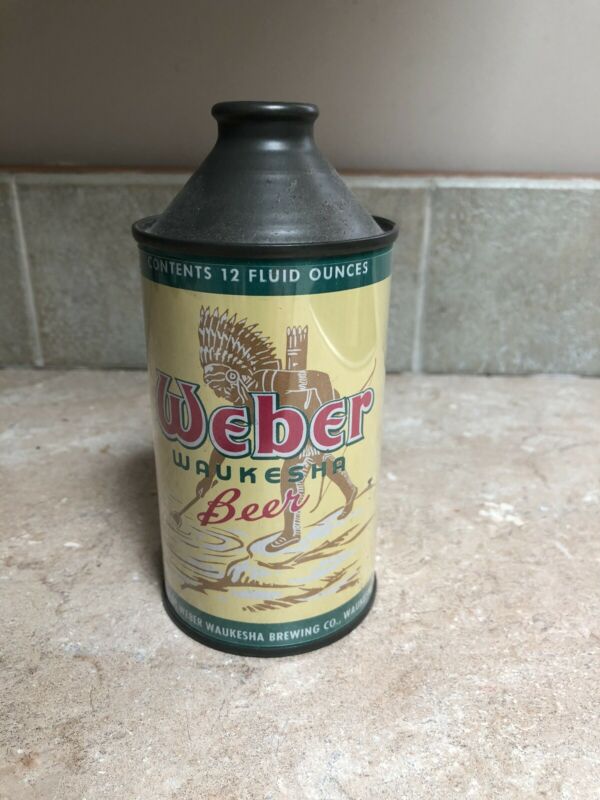 CONTENTS 12 FLUID OUNCES
Weber
WAUKESHA
Beer
WEBER WAUKESHA BREWING CO.,